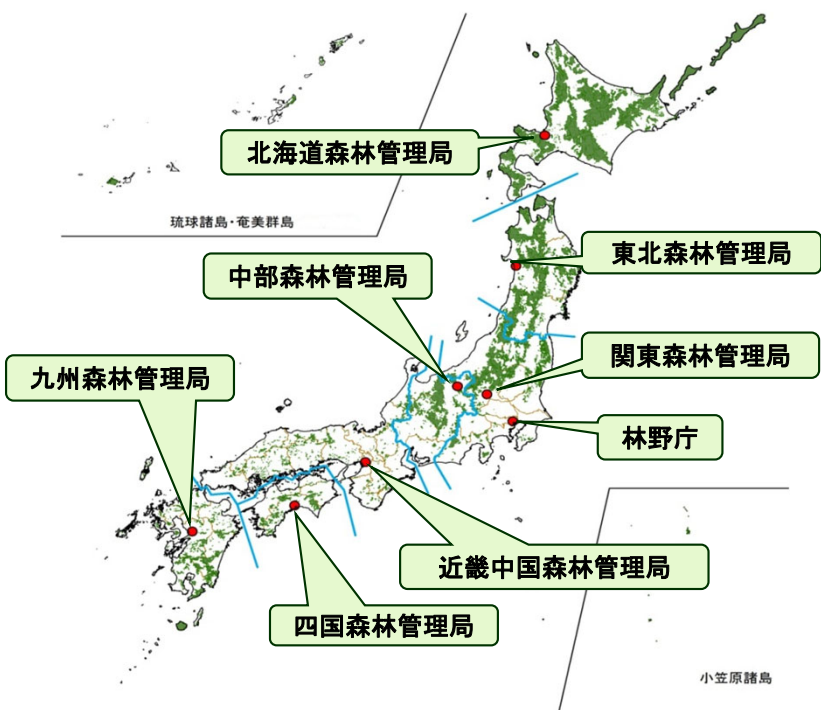 北海道森林管理局
琉球諸島・奄美群島
東北森林管理局
中部森林管理局
関東森林管理局
九州森林管理局
林野庁
近畿中国森林管理局
四国森林管理局
小笠原諸島